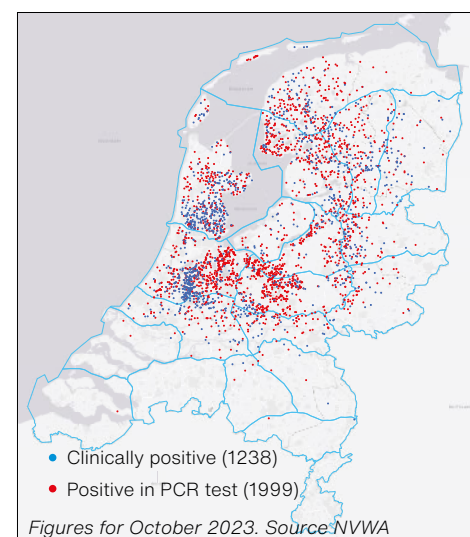 Clinically positive (1238)
Positive in PCR test (1999)
Figures for October 2023. Source NVWA